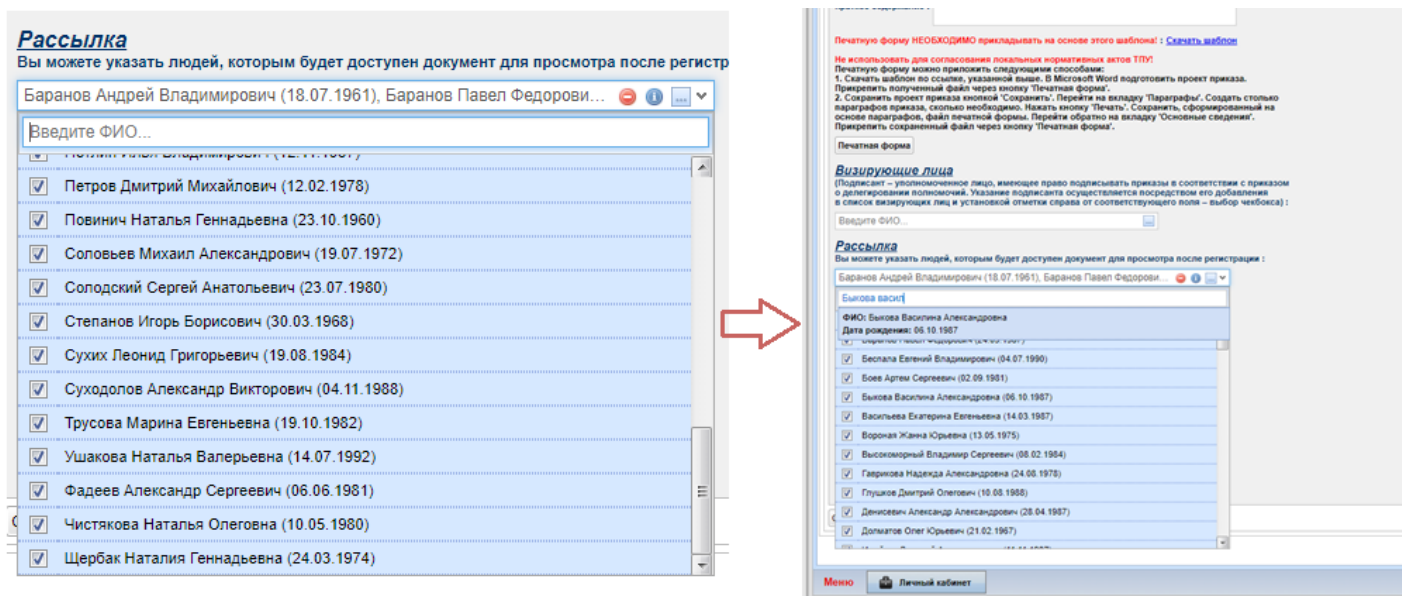 Рассылка
Вы можете указать людей, которым будет доступен документ для просмотра после регистр
Баранов Андрей Владимирович (18.07.1961), Баранов Павел Федорови...
Введите ФИО...
Петров Дмитрий Михайлович (12.02.1978)
Повинич Наталья Геннадьевна (23.10.1960)
Соловьев Михаил Александрович (19.07.1972)
Солодский Сергей Анатольевич (23.07.1980)
Степанов Игорь Борисович (30.03.1968)
Сухих Леонид Григорьевич (19.08.1984)
Суходолов Александр Викторович (04.11.1988)
Трусова Марина Евгеньевна (19.10.1982)
Ушакова Наталья Валерьевна (14.07.1992)
Фадеев Александр Сергеевич (06.06.1981)
Чистякова Наталья Олеговна (10.05.1980)
Щербак Наталия Геннадьевна (24.03.1974)
Печатную форму НЕОБХОДИМО прикладывать на основе этого шаблона! : Скачать шаблон
Не использовать для согласования локальных нормативных актов ТПУ!
Печатную форму можно приложить следующими способами:
1. Скачать шаблон по ссылке, указанной выше. В Microsoft Word подготовить проект приказа.
Прикрепить полученный файл через кнопку 'Печатная форма'.
2. Сохранить проект приказа кнопкой 'Сохранить'. Перейти на вкладку 'Параграфы'. Создать столько
параграфов приказа, сколько необходимо. Нажать кнопку 'Печать'. Сохранить, сформированный на
основе параграфов, файл печатной формы. Перейти обратно на вкладку 'Основные сведения'.
Прикрепить сохраненный файл через кнопку 'Печатная форма'.
Печатная форма
Визирующие лица
(Подписант – уполномоченное лицо, имеющее право подписывать приказы в соответствии с приказом
о делегировании полномочий. Указание подписанта осуществляется посредством его добавления
в список визирующих лиц и установкой отметки справа от соответствующего поля – выбор чекбокса) :
Введите ФИО...
Рассылка
Вы можете указать людей, которым будет доступен документ для просмотра после регистрации :
Баранов Андрей Владимирович (18.07.1961), Баранов Павел Федорови...
Быкова васил
ФИО: Быкова Василина Александровна
Дата рождения: 06.10.1987
Беспала Евгений Владимирович (04.07.1990)
Боев Артем Сергеевич (02.09.1981)
Быкова Василина Александровна (06.10.1987)
Васильева Екатерина Евгеньевна (14.03.1987)
Вороная Жанна Юрьевна (13.05.1975)
Высокоморный Владимир Сергеевич (08.02.1984)
Гаврикова Надежда Александровна (24.08.1978)
Глушков Дмитрий Олегович (10.08.1988)
Денисевич Александр Александрович (28.04.1987)
Долматов Олег Юрьевич (21.02.1967)
Меню
Личный кабинет